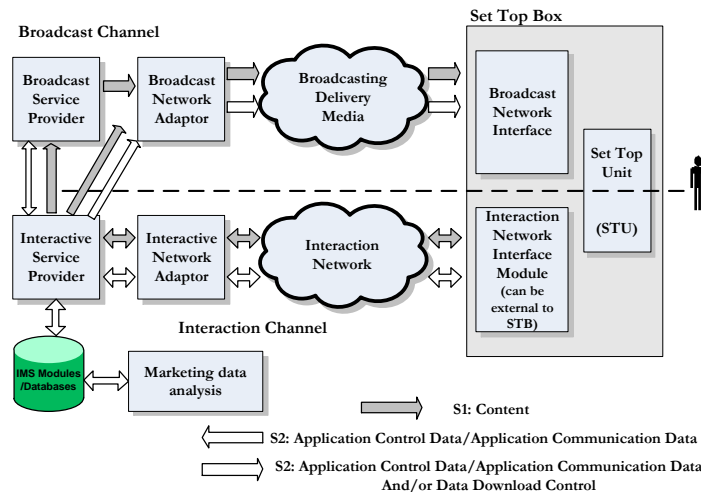 Set Top Box
Broadcast Channel
Broadcast
Service
Provider
Broadcast
Network
Adaptor
Broadcasting
Delivery
Media
Broadcast
Network
Interface
Set Top
Unit
(STU)
Interactive
Service
Provider
Interactive
Network
Adaptor
Interaction
Network
Interaction
Network
Interface
Module
(can be
external to
STB)
Interaction Channel
IMS Modules
/Databases
Marketing data
analysis
S1: Content
S2: Application Control Data/Application Communication Data
S2: Application Control Data/Application Communication Data
And/or Data Download Control